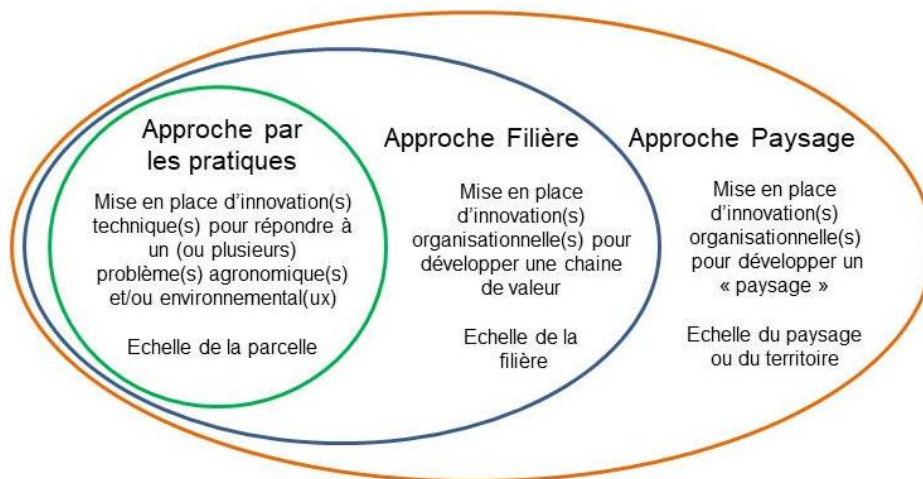 Approche par
les pratiques
Mise en place d’innovation(s)
technique(s) pour répondre à
un (ou plusieurs)
problème(s) agronomique(s)
et/ou environnemental(ux)
Echelle de la parcelle
Approche Filière
Mise en place
d’innovation(s)
organisationnelle(s) pour
développer une chaine
de valeur
Echelle de la
filière
Approche Paysage
Mise en place
d’innovation(s)
organisationnelle(s)
pour développer un
« paysage »
Echelle du paysage
ou du territoire